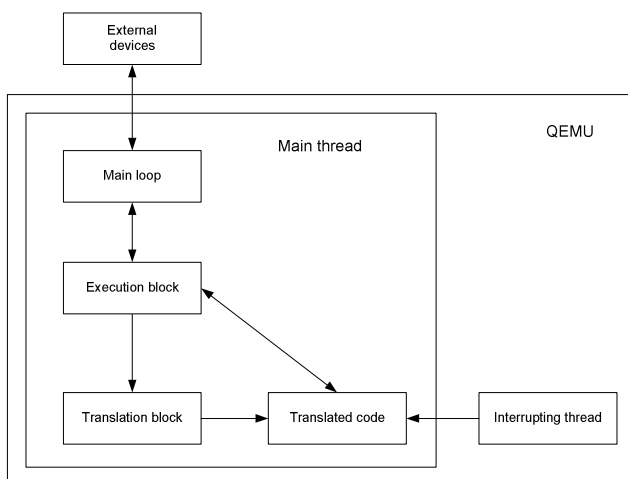 External
devices
QEMU
Main thread
Main loop
Execution block
Translation block
Translated code
Interrupting thread